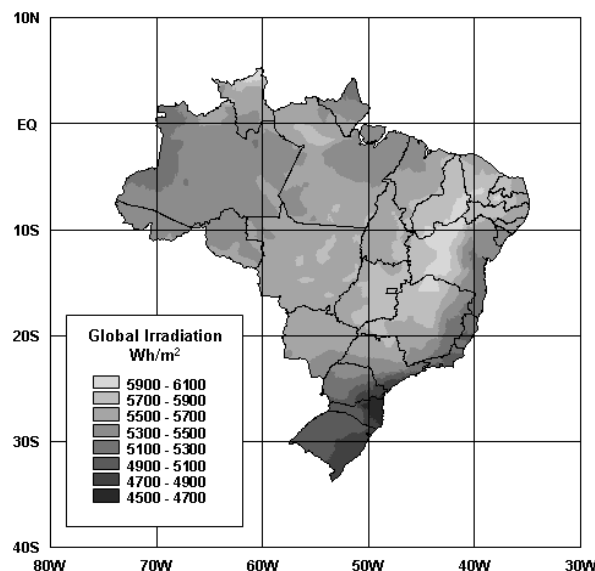 10N
EQ
10S
20S
30S
40S
Global Irradiation
Wh/m²
5900 - 6100
5700 - 5900
5500 - 5700
5300 - 5500
5100 - 5300
4900 - 5100
4700 - 4900
4500 - 4700
80W 70W 60W 50W 40W 30W